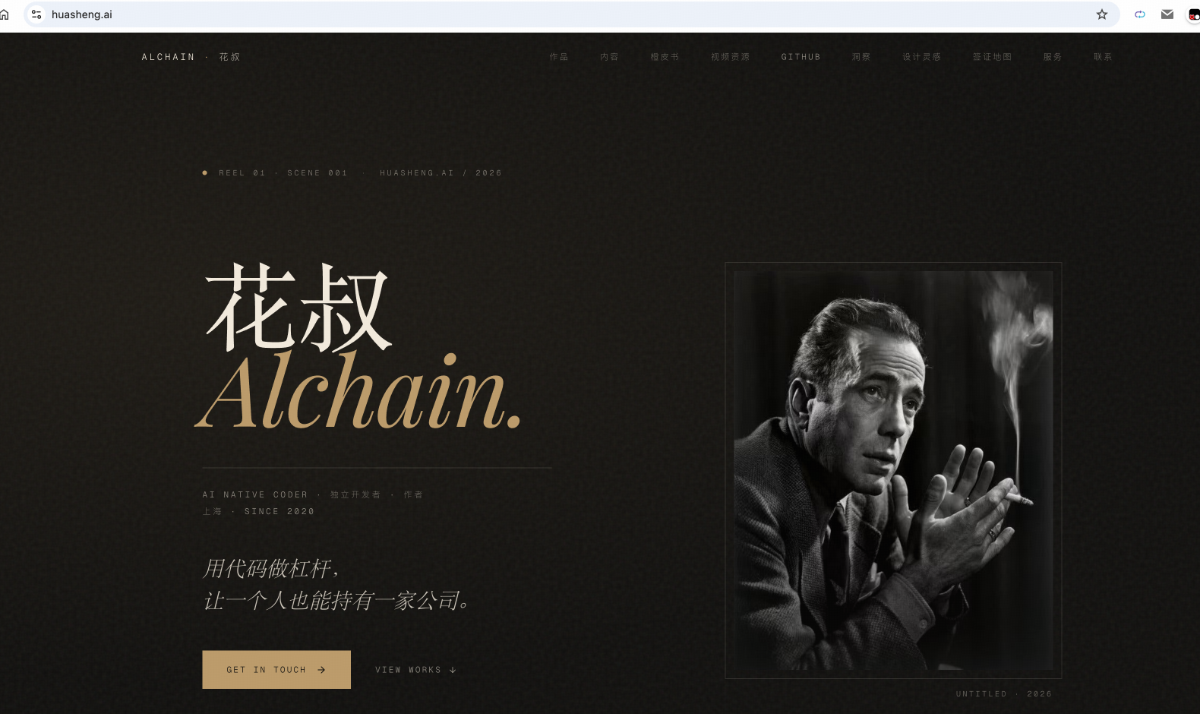 huasheng.ai
ALCHAIN · 花叔
作品 内容 橙皮书 视频资源 GITHUB 洞察 设计灵感 签证地图 服务 联系
REEL 01 · SCENE 001 · HUASHENG.AI / 2026
花叔
Alchain.
AI NATIVE CODER · 独立开发者 · 作者
上海 · SINCE 2020
用代码做杠杆，
让一个人也能持有一家公司。
GET IN TOUCH → VIEW WORKS ↓
UNTITLED · 2026